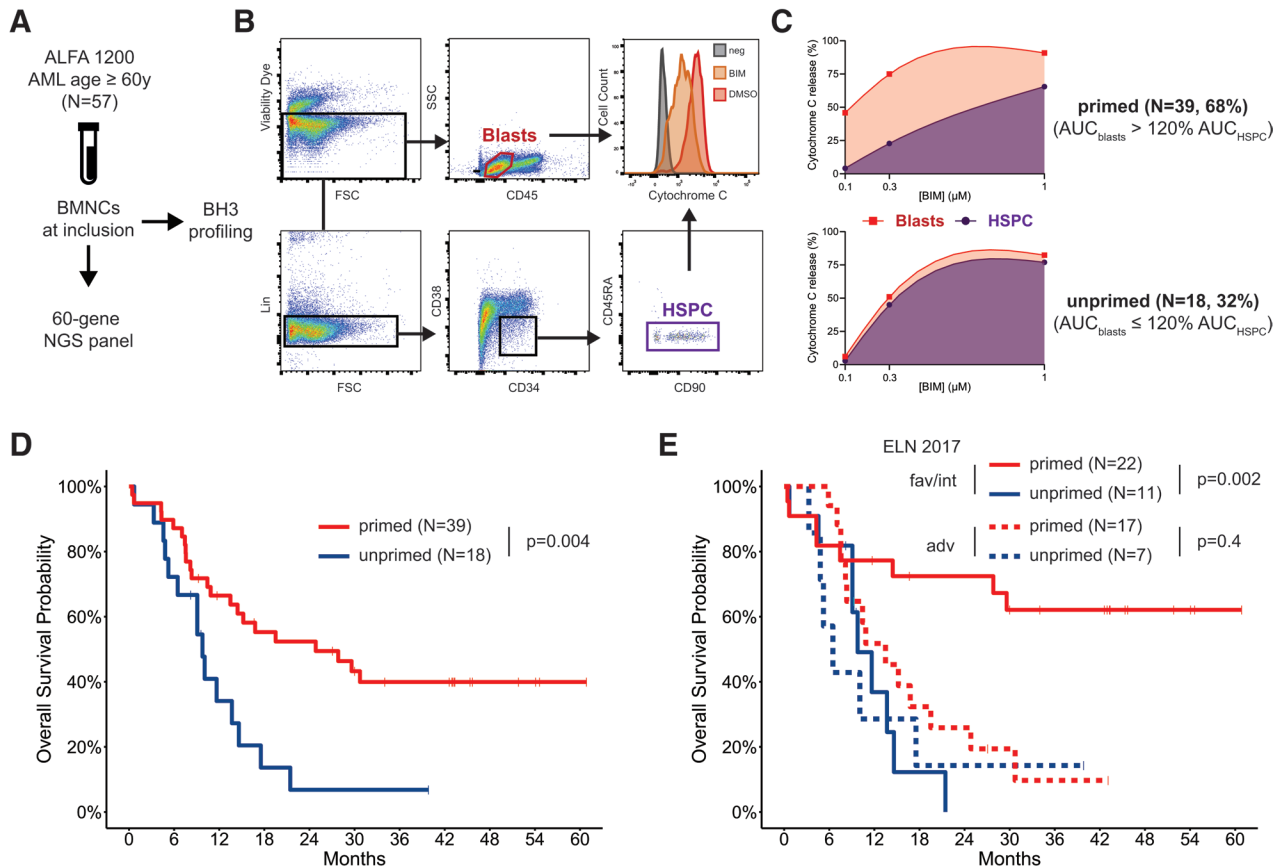 A
ALFA 1200
AML age ≥ 60y
(N=57)
BMNCs
at inclusion
BH3
profiling
60-gene
NGS panel
B
Viability Dye
FSC
SSC
Blasts
CD45
Cell Count
100
80
60
40
20
0
neg
BIM
DMSO
Cytochrome C
Lin
FSC
CD38
CD34
CD45RA
HSPC
CD90
C
Cytochrome C release (%)
100
75
50
25
0
0.1
0.3
1
[BIM] (µM)
primed (N=39, 68%)
(AUCblasts > 120% AUCHSPC)
Blasts
HSPC
Cytochrome C release (%)
100
75
50
25
0
0.1
0.3
1
[BIM] (µM)
unprimed (N=18, 32%)
(AUCblasts ≤ 120% AUCHSPC)
D
Overall Survival Probability
100%
80%
60%
40%
20%
0%
primed (N=39)
unprimed (N=18)
p=0.004
0 6 12 18 24 30 36 42 48 54 60
Months
E
ELN 2017
fav/int
primed (N=22)
unprimed (N=11)
p=0.002
adv
primed (N=17)
unprimed (N=7)
p=0.4
Overall Survival Probability
100%
80%
60%
40%
20%
0%
0 6 12 18 24 30 36 42 48 54 60
Months